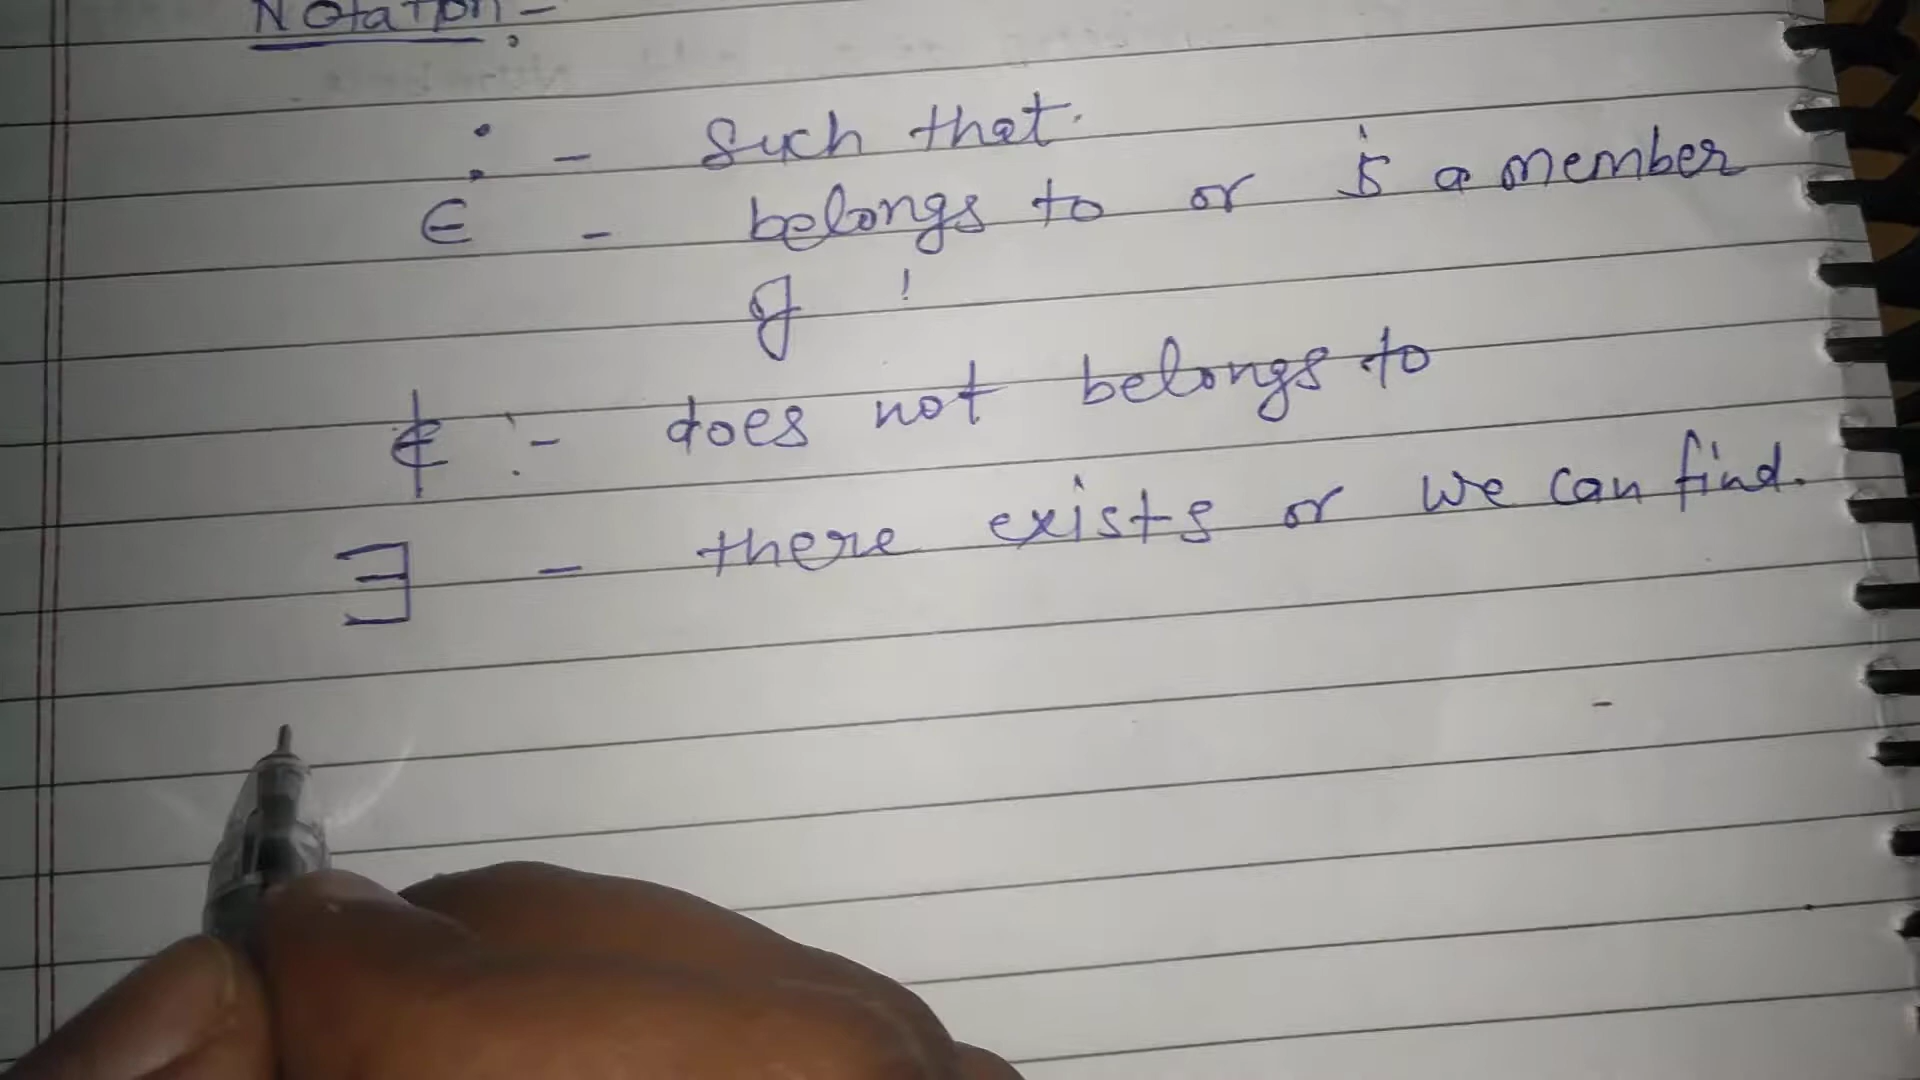 Notation:-
: - Such that.
∈ - belongs to or is a member
of
∉ :- does not belongs to
∃ - there exists or we can find.